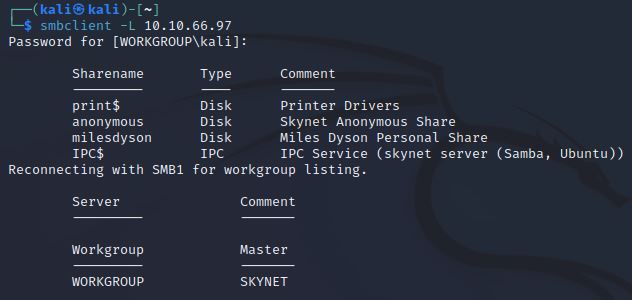 ┌──(kali㉿kali)-[~]
└─$ smbclient -L 10.10.66.97
Password for [WORKGROUP\kali]:
Sharename Type Comment
--------- ---- -------
print$ Disk Printer Drivers
anonymous Disk Skynet Anonymous Share
milesdyson Disk Miles Dyson Personal Share
IPC$ IPC IPC Service (skynet server (Samba, Ubuntu))
Reconnecting with SMB1 for workgroup listing.
Server Comment
--------- -------
Workgroup Master
--------- -------
WORKGROUP SKYNET